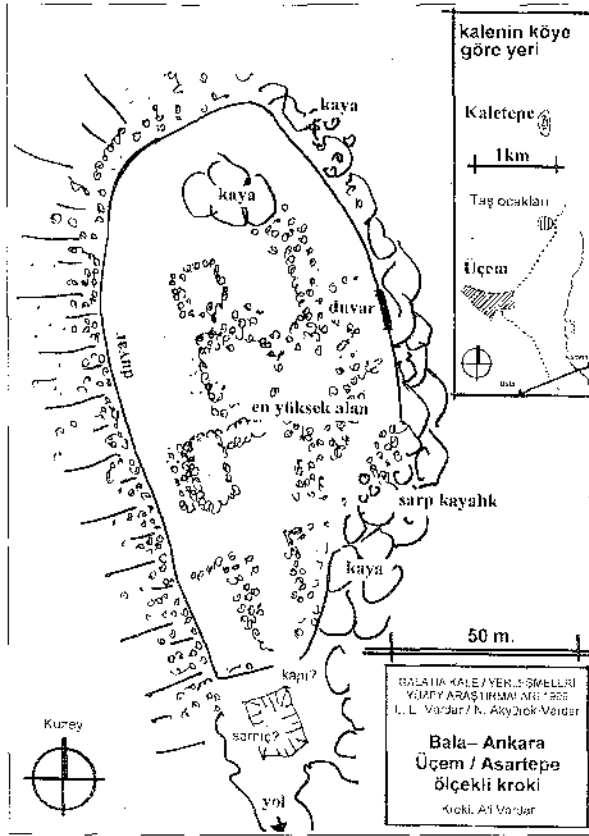 kalenin köye
göre yeri
Kaletepe
1km
Taş ocakları
Üçem
kaya
kaya
duvar
duvar
en yüksek alan
sarp kayalık
kaya
50 m.
kapı?
sarnıç?
yol
Kuzey
GALATIA KALE / YERLEŞMELERİ
YÜZEY ARAŞTIRMALARI
L. E. Vardar / N. Akyürek-Vardar
Bala– Ankara
Üçem / Asartepe
ölçekli kroki
Kroki. Ali Vardar